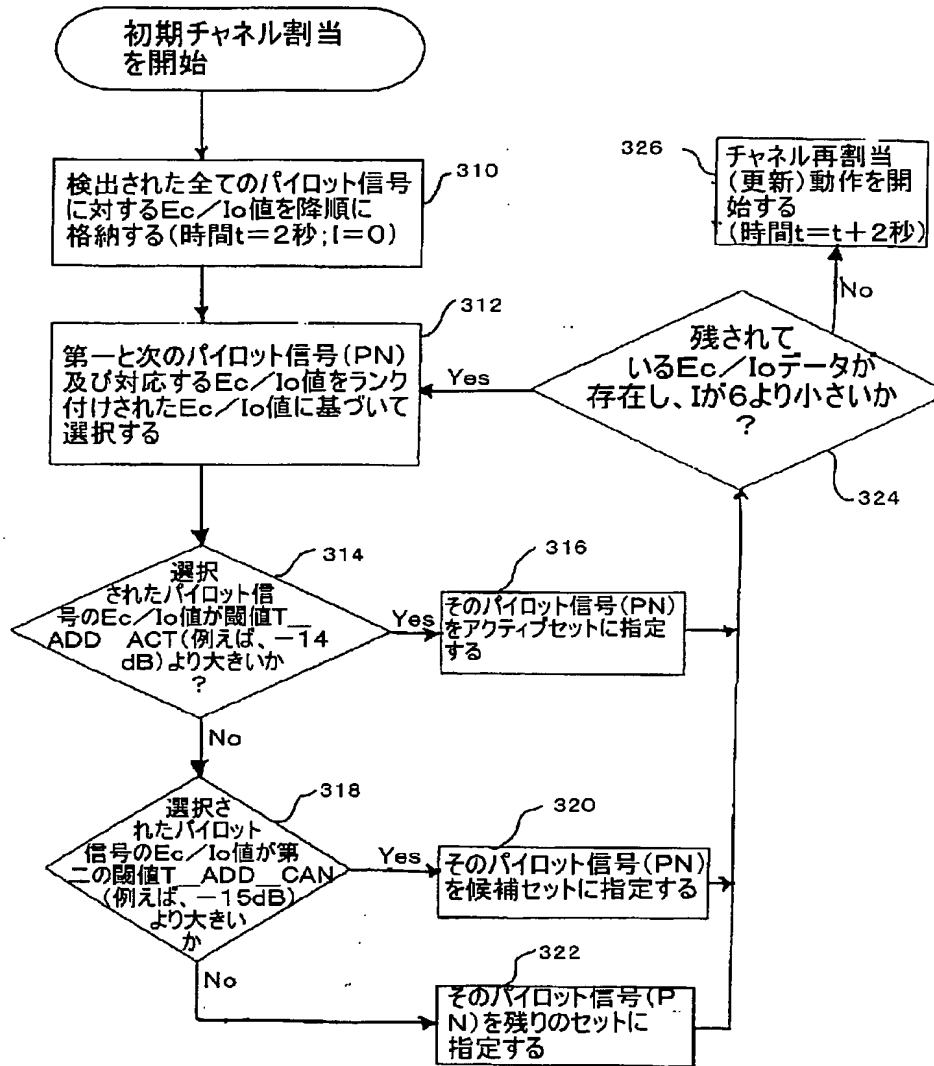 初期チャネル割当
を開始
310
検出された全てのパイロット信号
に対するEc/Io値を降順に
格納する(時間t=2秒;I=0)
312
第一と次のパイロット信号(PN)
及び対応するEc/Io値をランク
付けされたEc/Io値に基づいて
選択する
314
選択
されたパイロット信
号のEc/Io値が閾値T__
ADD ACT(例えば、-14
dB)より大きいか
?
Yes
316
そのパイロット信号(PN)
をアクティブセットに指定
する
No
318
選択さ
れたパイロット
信号のEc/Io値が第
二の閾値T__ADD__CAN
(例えば、-15dB)
より大きい
か
Yes
320
そのパイロット信号(PN)
を候補セットに指定する
No
322
そのパイロット信号(P
N)を残りのセットに
指定する
324
残されて
いるEc/Ioデータが
存在し、Iが6より小さいか
?
Yes
No
326
チャネル再割当
(更新)動作を開
始する
(時間t=t+2秒)